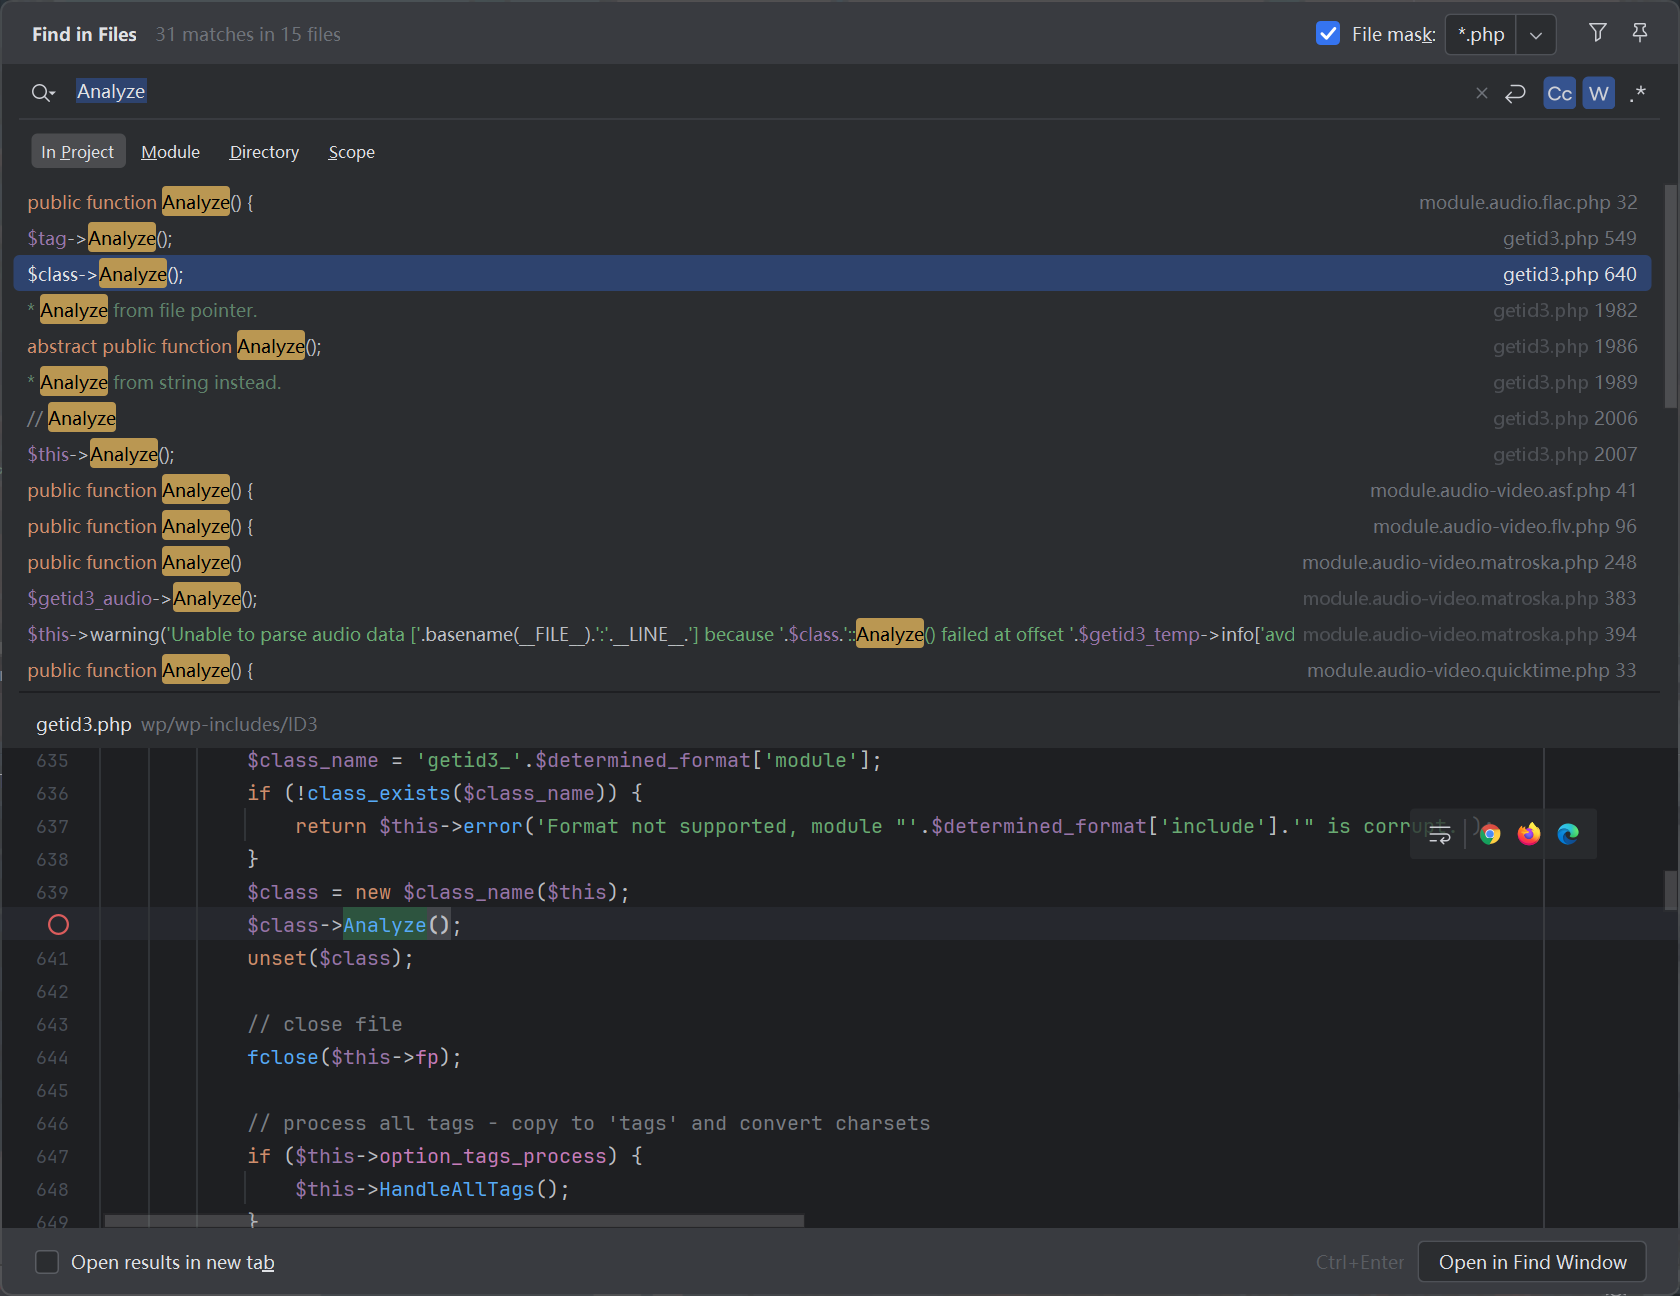 Find in Files 31 matches in 15 files File mask: *.php
Analyze Cc W .*
In Project Module Directory Scope
public function Analyze() { module.audio.flac.php 32
$tag->Analyze(); getid3.php 549
$class->Analyze(); getid3.php 640
* Analyze from file pointer. getid3.php 1982
abstract public function Analyze(); getid3.php 1986
* Analyze from string instead. getid3.php 1989
// Analyze getid3.php 2006
$this->Analyze(); getid3.php 2007
public function Analyze() { module.audio-video.asf.php 41
public function Analyze() { module.audio-video.flv.php 96
public function Analyze() module.audio-video.matroska.php 248
$getid3_audio->Analyze(); module.audio-video.matroska.php 383
$this->warning('Unable to parse audio data ['.basename(__FILE__).':'.__LINE__.'] because '.$class.'::Analyze() failed at offset '.$getid3_temp->info['avd module.audio-video.matroska.php 394
public function Analyze() { module.audio-video.quicktime.php 33
getid3.php wp/wp-includes/ID3
635 $class_name = 'getid3_'.$determined_format['module'];
636 if (!class_exists($class_name)) {
637 return $this->error('Format not supported, module "'.$determined_format['include'].'" is corrupt.')
638 }
639 $class = new $class_name($this);
$class->Analyze();
641 unset($class);
642
643 // close file
644 fclose($this->fp);
645
646 // process all tags - copy to 'tags' and convert charsets
647 if ($this->option_tags_process) {
648 $this->HandleAllTags();
649 }
Open results in new tab Ctrl+Enter Open in Find Window